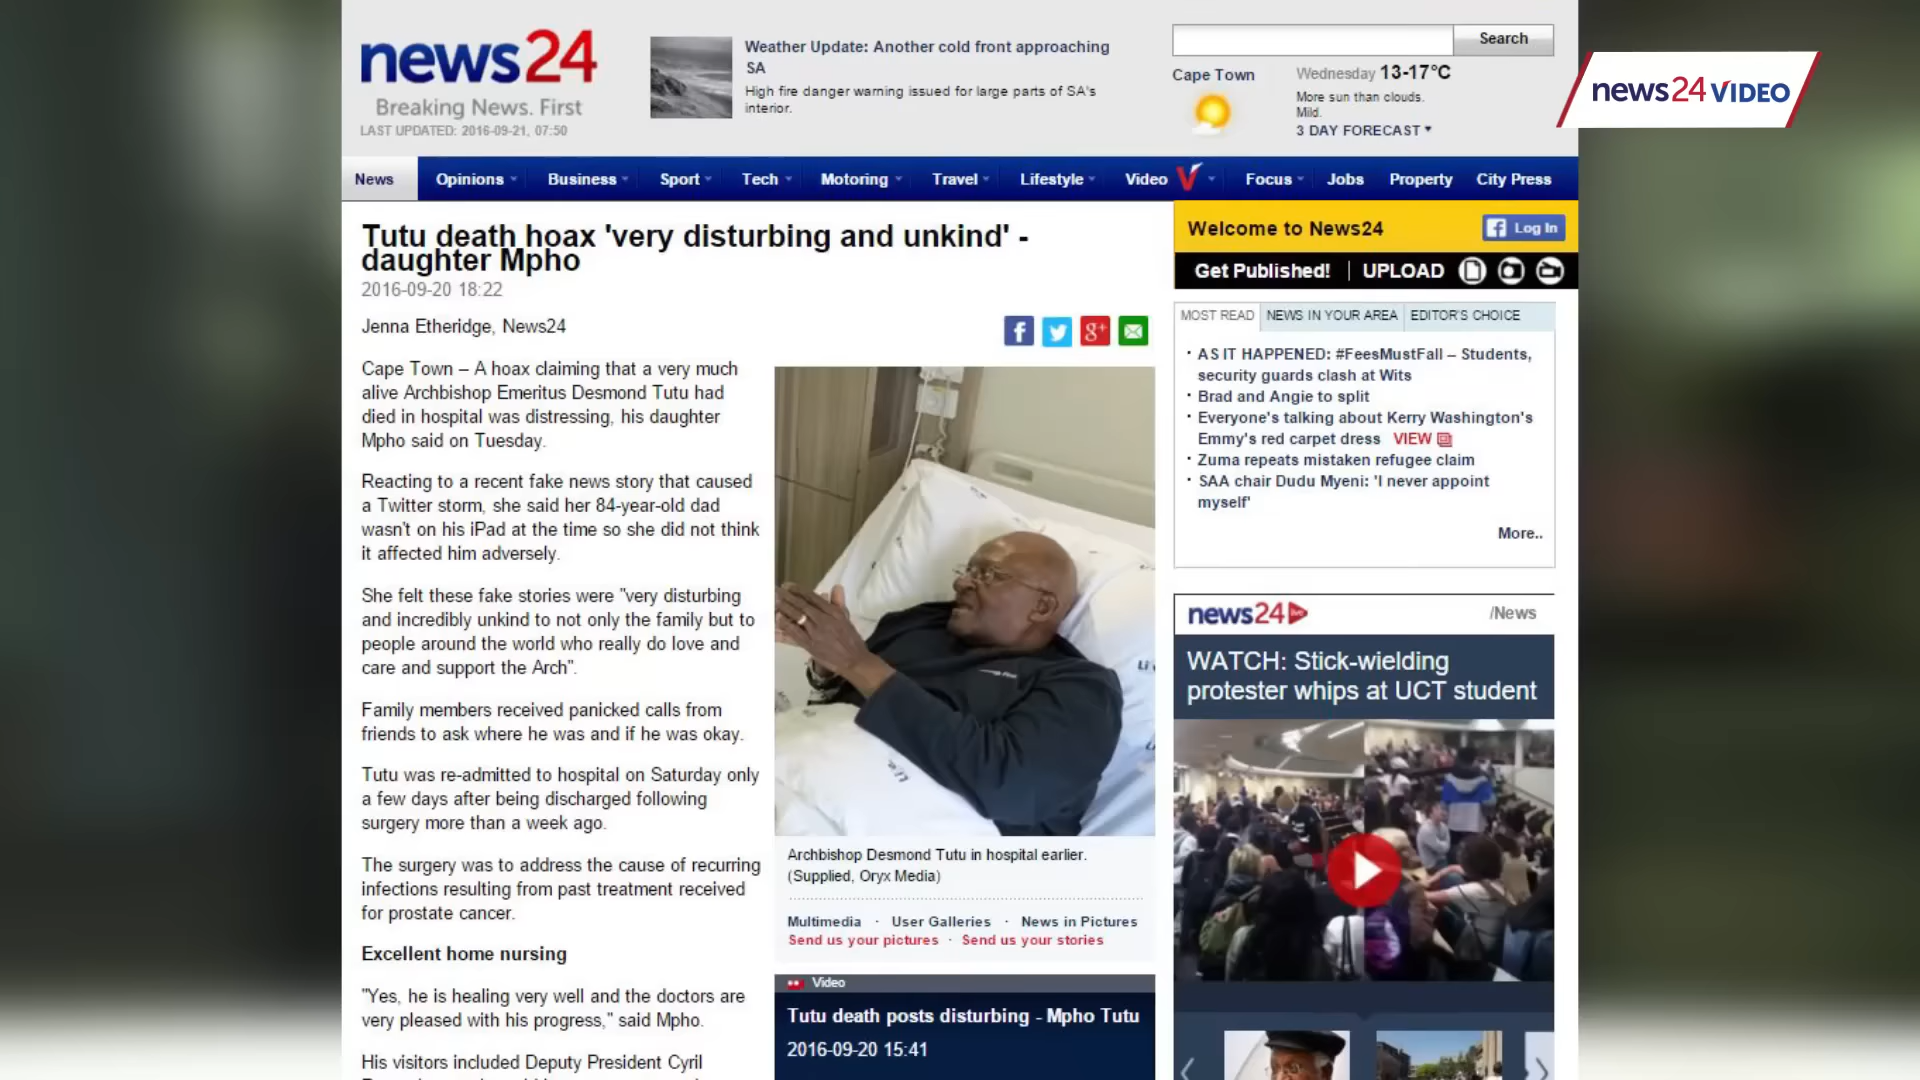 news24
Breaking News. First
LAST UPDATED: 2016-09-21, 07:50
Weather Update: Another cold front approaching
SA
High fire danger warning issued for large parts of SA's
interior.
Search
Cape Town
Wednesday 13-17°C
More sun than clouds.
Mild.
3 DAY FORECAST
news24 VIDEO
News
Opinions
Business
Sport
Tech
Motoring
Travel
Lifestyle
Video
Focus
Jobs
Property
City Press
Tutu death hoax 'very disturbing and unkind' -
daughter Mpho
2016-09-20 18:22
Jenna Etheridge, News24
Cape Town – A hoax claiming that a very much
alive Archbishop Emeritus Desmond Tutu had
died in hospital was distressing, his daughter
Mpho said on Tuesday.
Reacting to a recent fake news story that caused
a Twitter storm, she said her 84-year-old dad
wasn't on his iPad at the time so she did not think
it affected him adversely.
She felt these fake stories were "very disturbing
and incredibly unkind to not only the family but to
people around the world who really do love and
care and support the Arch".
Family members received panicked calls from
friends to ask where he was and if he was okay.
Tutu was re-admitted to hospital on Saturday only
a few days after being discharged following
surgery more than a week ago.
The surgery was to address the cause of recurring
infections resulting from past treatment received
for prostate cancer.
Excellent home nursing
"Yes, he is healing very well and the doctors are
very pleased with his progress," said Mpho.
His visitors included Deputy President Cyril
Archbishop Desmond Tutu in hospital earlier.
(Supplied, Oryx Media)
Multimedia · User Galleries · News in Pictures
Send us your pictures · Send us your stories
Video
Tutu death posts disturbing - Mpho Tutu
2016-09-20 15:41
Welcome to News24
Log In
Get Published! | UPLOAD
MOST READ
NEWS IN YOUR AREA
EDITOR'S CHOICE
AS IT HAPPENED: #FeesMustFall – Students,
security guards clash at Wits
Brad and Angie to split
Everyone's talking about Kerry Washington's
Emmy's red carpet dress VIEW
Zuma repeats mistaken refugee claim
SAA chair Dudu Myeni: 'I never appoint
myself'
More..
news24 live
/News
WATCH: Stick-wielding
protester whips at UCT student